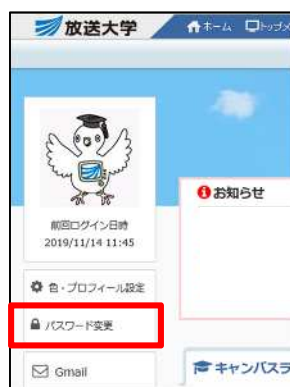 放送大学
ホーム トップメ
お知らせ
前回ログイン日時
2019/11/14 11:45
色・プロフィール設定
パスワード変更
Gmail
キャンパスラ